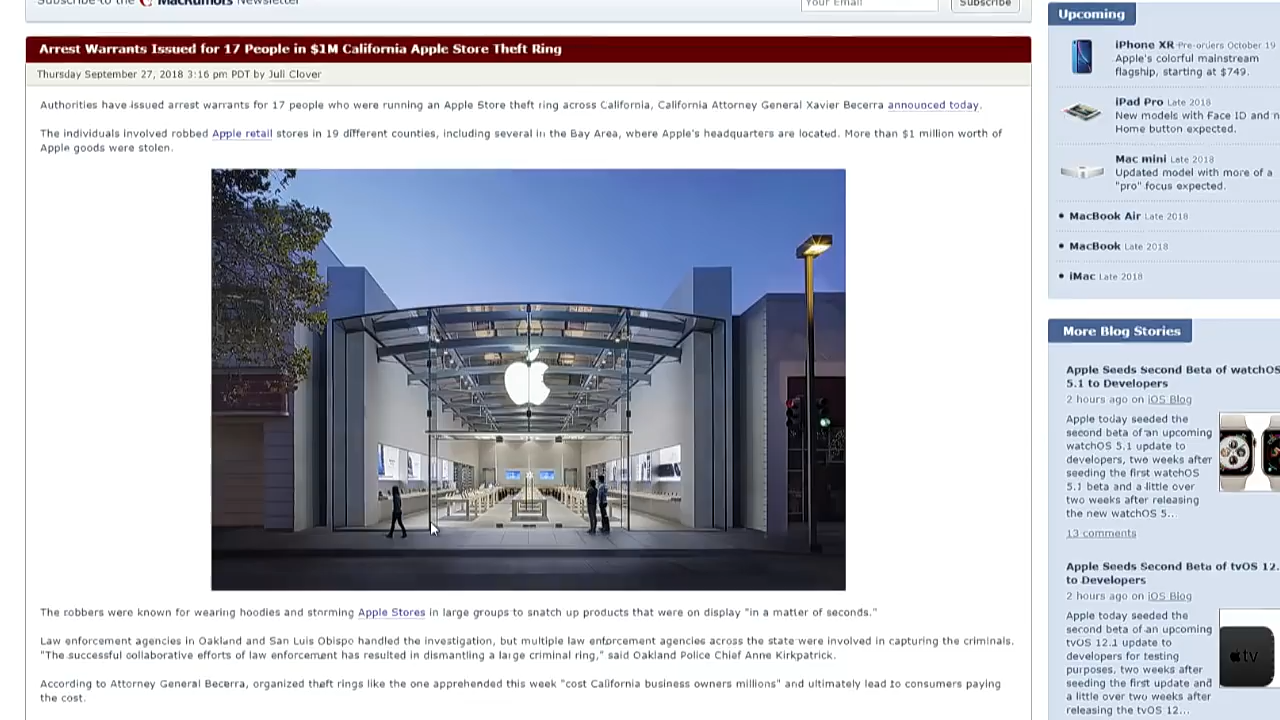 Subscribe to the MacRumors Newsletter
Your Email
Subscribe
Arrest Warrants Issued for 17 People in $1M California Apple Store Theft Ring
Thursday September 27, 2018 3:16 pm PDT by Juli Clover
Authorities have issued arrest warrants for 17 people who were running an Apple Store theft ring across California, California Attorney General Xavier Becerra announced today.
The individuals involved robbed Apple retail stores in 19 different counties, including several in the Bay Area, where Apple's headquarters are located. More than $1 million worth of
Apple goods were stolen.
The robbers were known for wearing hoodies and storming Apple Stores in large groups to snatch up products that were on display "in a matter of seconds."
Law enforcement agencies in Oakland and San Luis Obispo handled the investigation, but multiple law enforcement agencies across the state were involved in capturing the criminals.
"The successful collaborative efforts of law enforcement has resulted in dismantling a large criminal ring," said Oakland Police Chief Anne Kirkpatrick.
According to Attorney General Becerra, organized theft rings like the one apprehended this week "cost California business owners millions" and ultimately lead to consumers paying
the cost.
Upcoming
iPhone XR Pre-orders October 19
Apple's colorful mainstream
flagship, starting at $749.
iPad Pro Late 2018
New models with Face ID and n
Home button expected.
Mac mini Late 2018
Updated model with more of a
"pro" focus expected.
• MacBook Air Late 2018
• MacBook Late 2018
• iMac Late 2018
More Blog Stories
Apple Seeds Second Beta of watchOS
5.1 to Developers
2 hours ago on iOS Blog
Apple today seeded the
second beta of an upcoming
watchOS 5.1 update to
developers, two weeks after
seeding the first watchOS
5.1 beta and a little over
two weeks after releasing
the new watchOS 5...
13 comments
Apple Seeds Second Beta of tvOS 12.
to Developers
2 hours ago on iOS Blog
Apple today seeded the
second beta of an upcoming
tvOS 12.1 update to
developers for testing
purposes, two weeks after
seeding the first beta and
a little over two weeks after
releasing the tvOS 12...
tv